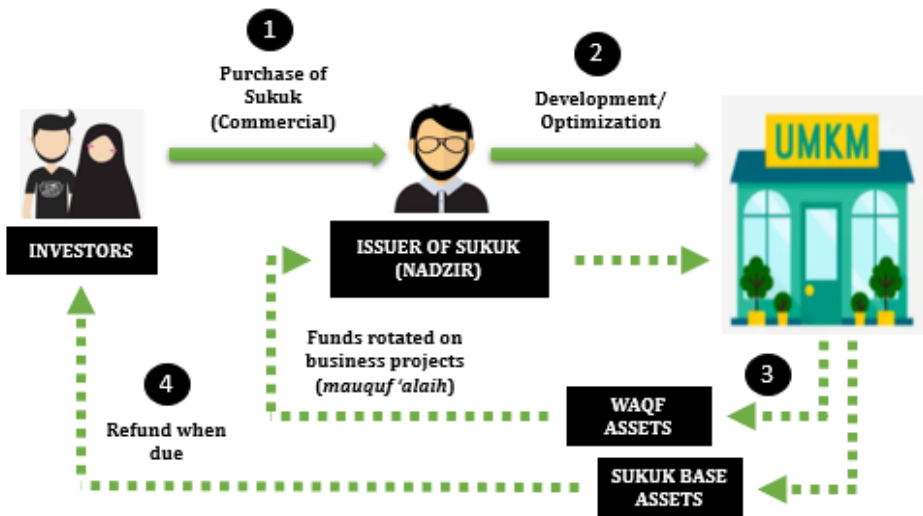 1
Purchase of
Sukuk
(Commercial)
2
Development/
Optimization
UMKM
INVESTORS
ISSUER OF SUKUK
(NADZIR)
Funds rotated on
business projects
(mauquf ‘alaih)
3
4
Refund when
due
WAQF
ASSETS
SUKUK BASE
ASSETS